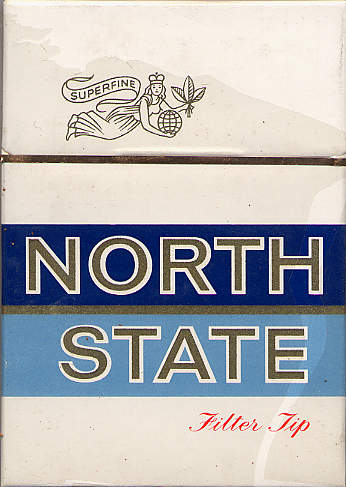 SUPERFINE
NORTH
STATE
Filter Tip